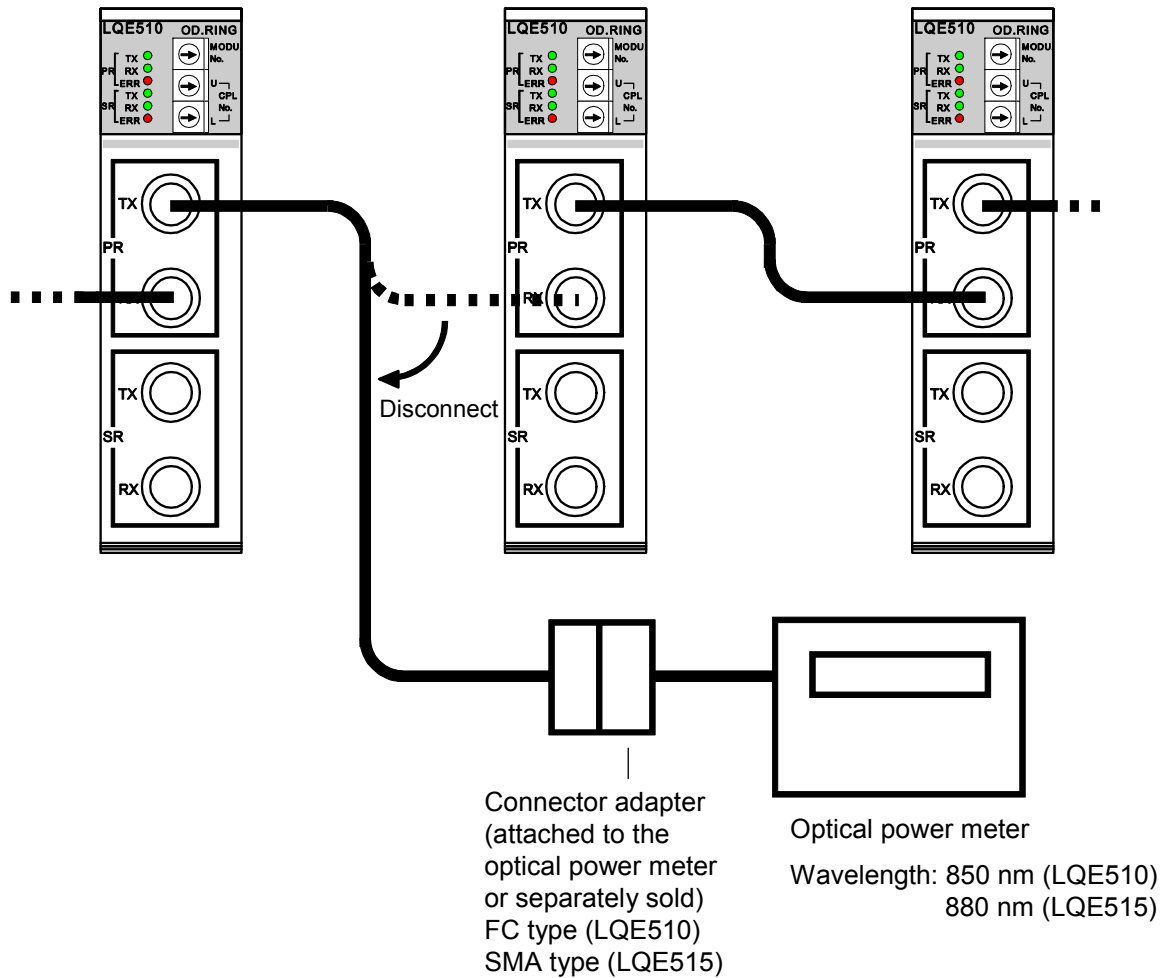 LQE510 OD.RING
MODU
No.
TX
RX
ERR
PR
TX
RX
ERR
SR
U
CPL
No.
L
TX
PR
TX
SR
RX
LQE510 OD.RING
MODU
No.
TX
RX
ERR
PR
TX
RX
ERR
SR
U
CPL
No.
L
TX
PR
RX
TX
SR
RX
LQE510 OD.RING
MODU
No.
TX
RX
ERR
PR
TX
RX
ERR
SR
U
CPL
No.
L
TX
PR
TX
SR
RX
Disconnect
Connector adapter
(attached to the
optical power meter
or separately sold)
FC type (LQE510)
SMA type (LQE515)
Optical power meter
Wavelength: 850 nm (LQE510)
880 nm (LQE515)